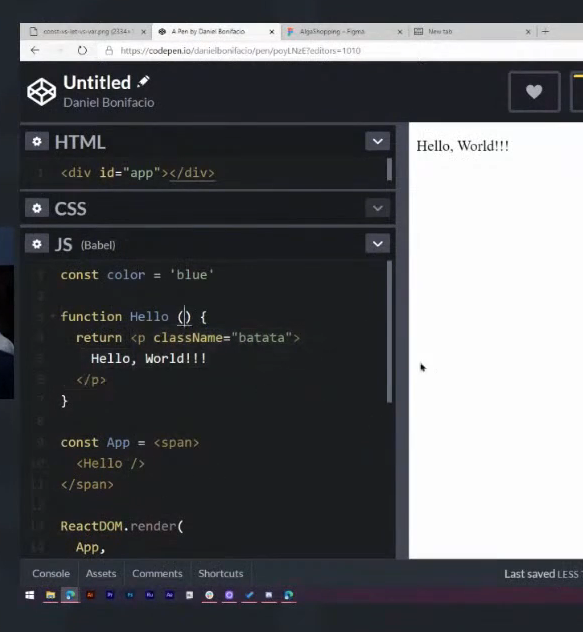 const-vs-let-vs-var.png (2334×1
A Pen by Daniel Bonifacio
AlgaShopping – Figma
New tab
https://codepen.io/danielbonifacio/pen/poyLNzE?editors=1010
Untitled
Daniel Bonifacio
HTML
1 <div id="app"></div>
CSS
JS (Babel)
const color = 'blue'
function Hello () {
return <p className="batata">
Hello, World!!!
</p>
}
const App = <span>
<Hello />
</span>
ReactDOM.render(
App,
Hello, World!!!
Console Assets Comments Shortcuts
Last saved LESS